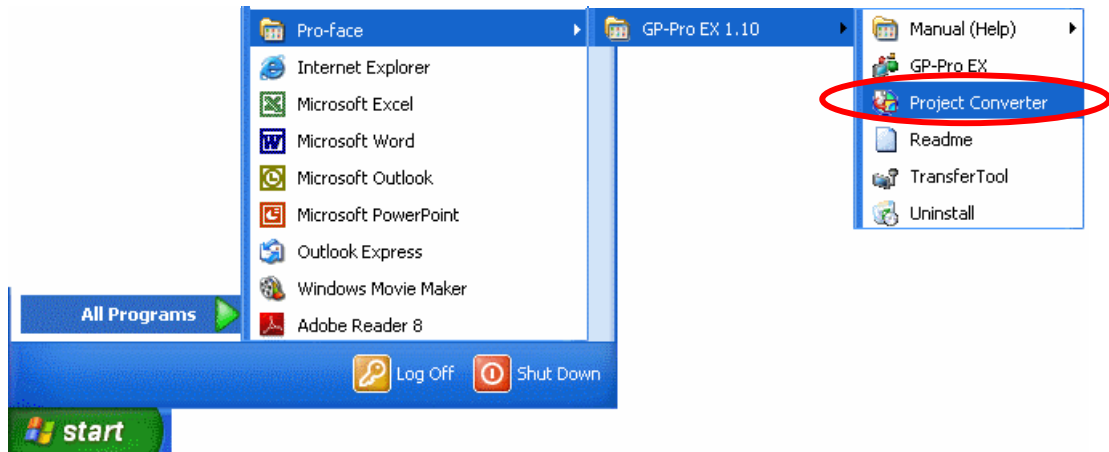 Pro-face
Internet Explorer
Microsoft Excel
Microsoft Word
Microsoft Outlook
Microsoft PowerPoint
Outlook Express
Windows Movie Maker
Adobe Reader 8
GP-Pro EX 1.10
Manual (Help)
GP-Pro EX
Project Converter
Readme
TransferTool
Uninstall
All Programs
Log Off
Shut Down
start